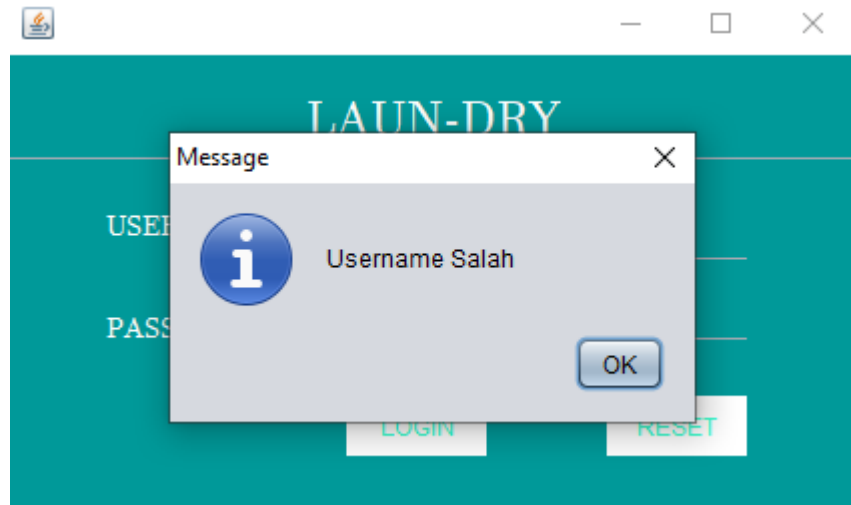 LAUN-DRY
Message
Username Salah
OK
LOGIN
RESET